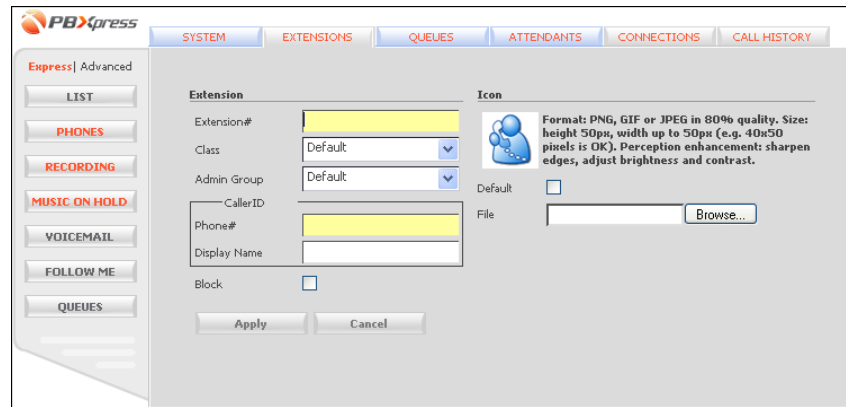 PBXpress
SYSTEM EXTENSIONS QUEUES ATTENDANTS CONNECTIONS CALL HISTORY
Express| Advanced
LIST
PHONES
RECORDING
MUSIC ON HOLD
VOICEMAIL
FOLLOW ME
QUEUES
Extension
Extension#
Class Default
Admin Group Default
CallerID
Phone#
Display Name
Block
Apply Cancel
Icon
Format: PNG, GIF or JPEG in 80% quality. Size:
height 50px, width up to 50px (e.g. 40x50
pixels is OK). Perception enhancement: sharpen
edges, adjust brightness and contrast.
Default
File Browse...